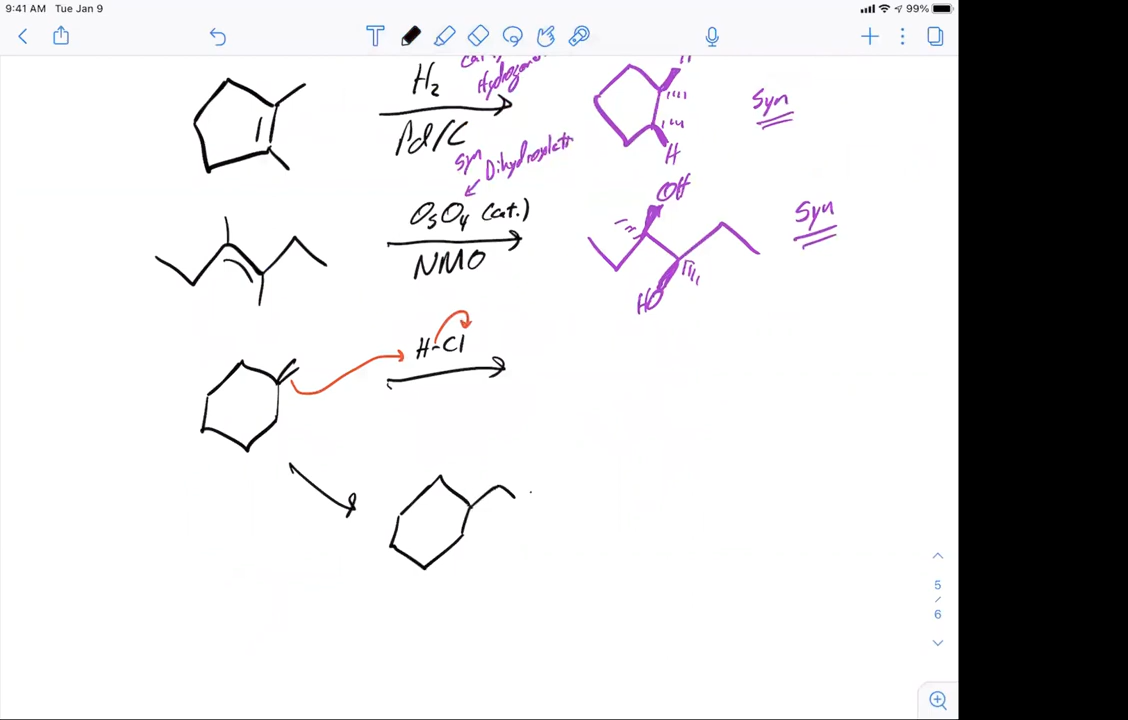 9:41 AM Tue Jan 9
99%
H₂
Pd/C
Syn
H
Syn
OsO₄ (cat.)
NMO
OH
HO
Syn
H-Cl
5
/
6